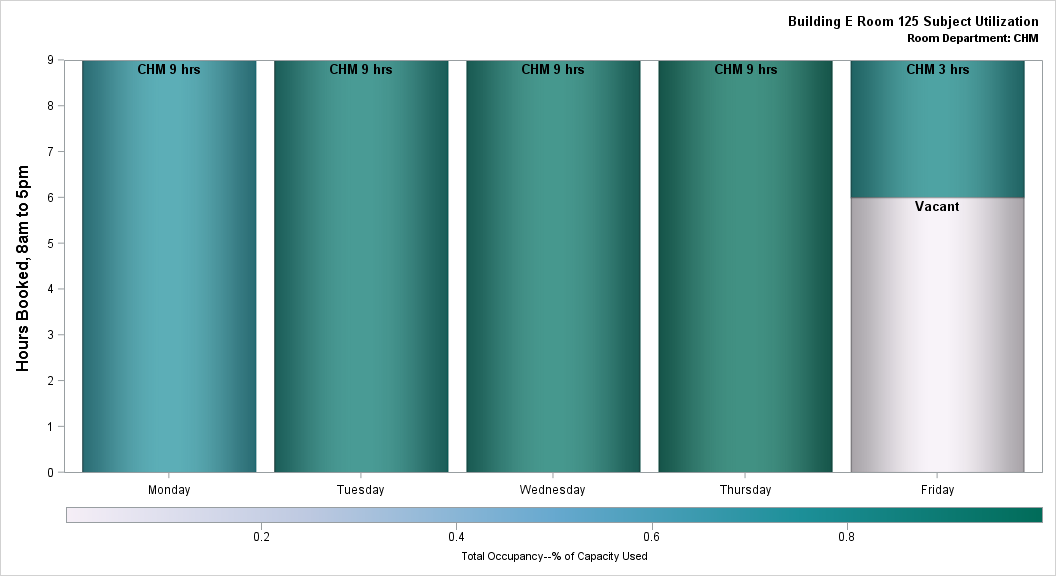 Building E Room 125 Subject Utilization
Room Department: CHM
Hours Booked, 8am to 5pm
9
8
7
6
5
4
3
2
1
0
CHM 9 hrs
CHM 9 hrs
CHM 9 hrs
CHM 9 hrs
CHM 3 hrs
Vacant
Monday
Tuesday
Wednesday
Thursday
Friday
0.2
0.4
0.6
0.8
Total Occupancy--% of Capacity Used